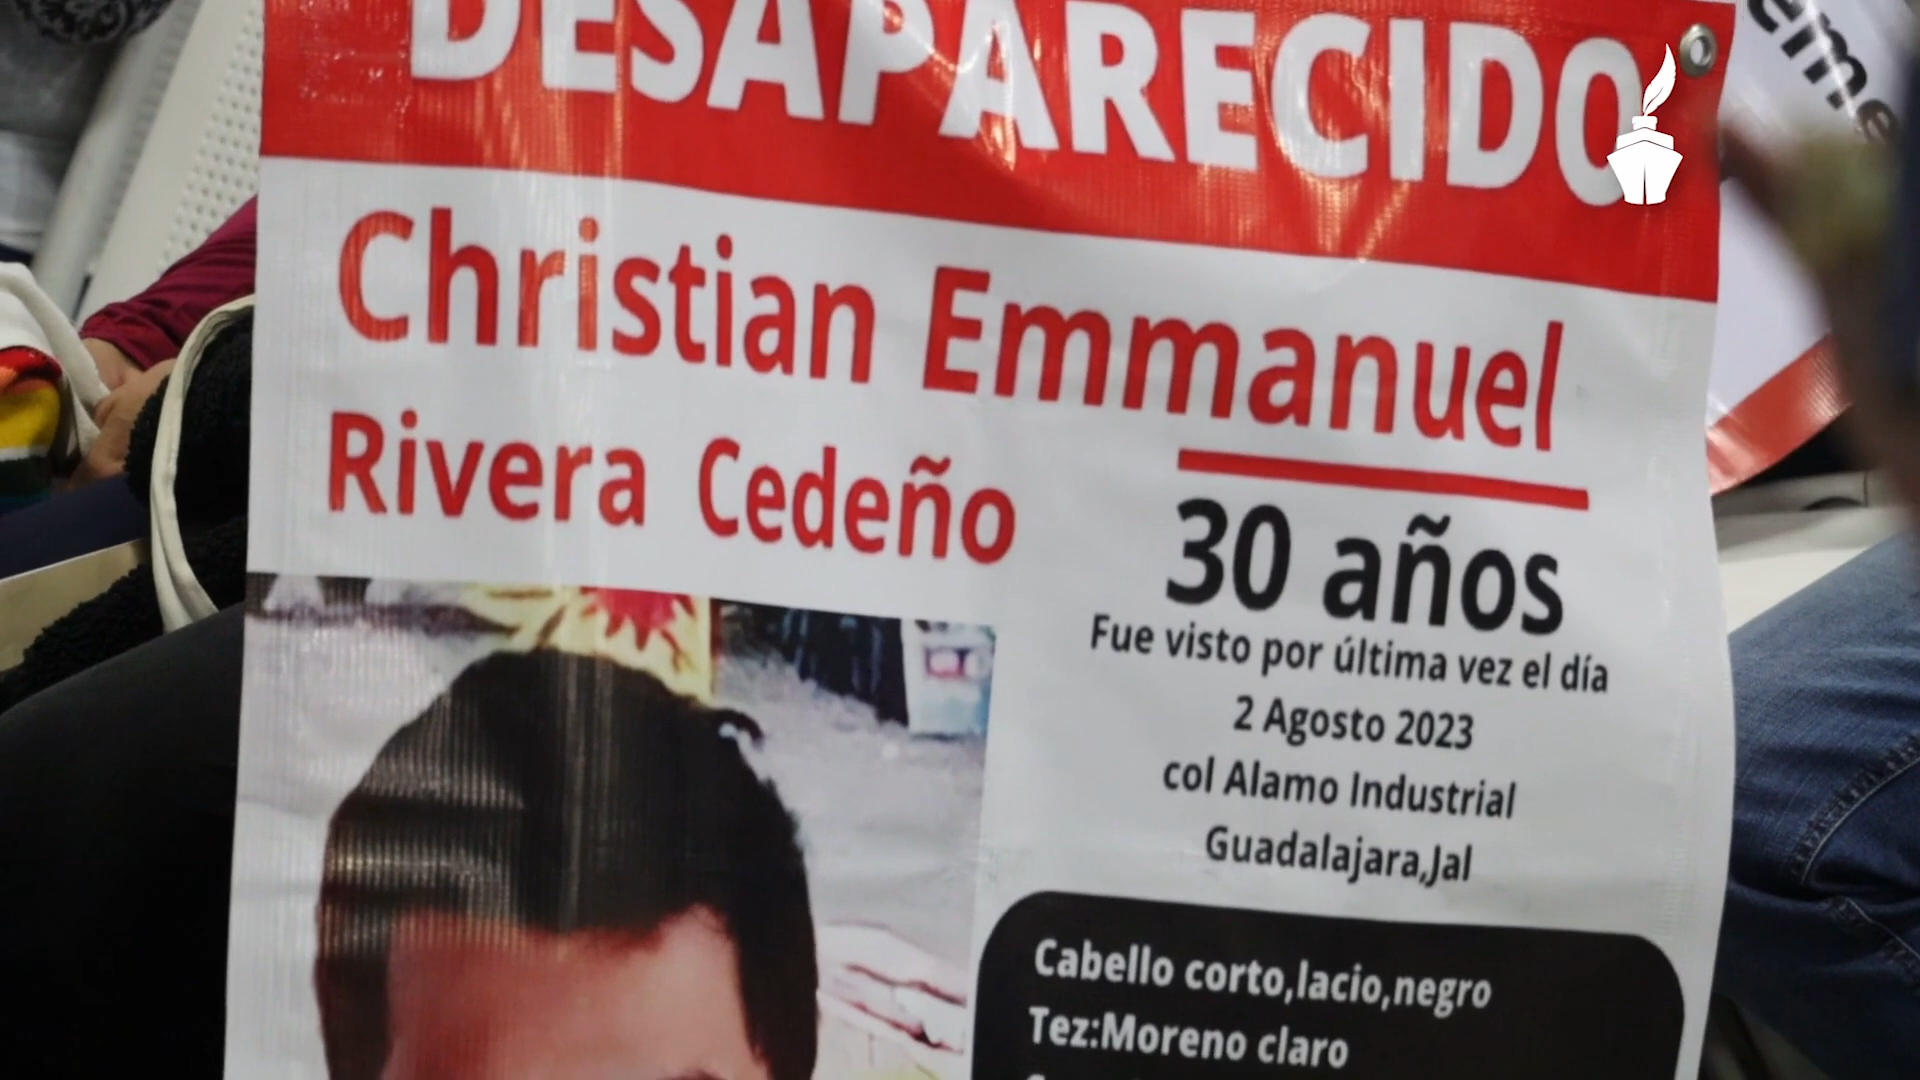 DESAPARECIDO
Christian Emmanuel
Rivera Cedeño
30 años
Fue visto por última vez el día
2 Agosto 2023
col Alamo Industrial
Guadalajara,Jal
Cabello corto,lacio,negro
Tez:Moreno claro